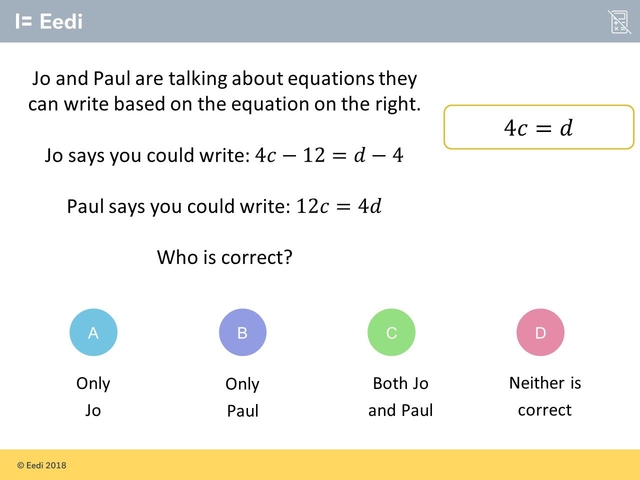 I= Eedi
Jo and Paul are talking about equations they
can write based on the equation on the right.
4c = d
Jo says you could write: 4c − 12 = d − 4
Paul says you could write: 12c = 4d
Who is correct?
A
B
C
D
Only
Jo
Only
Paul
Both Jo
and Paul
Neither is
correct
© Eedi 2018